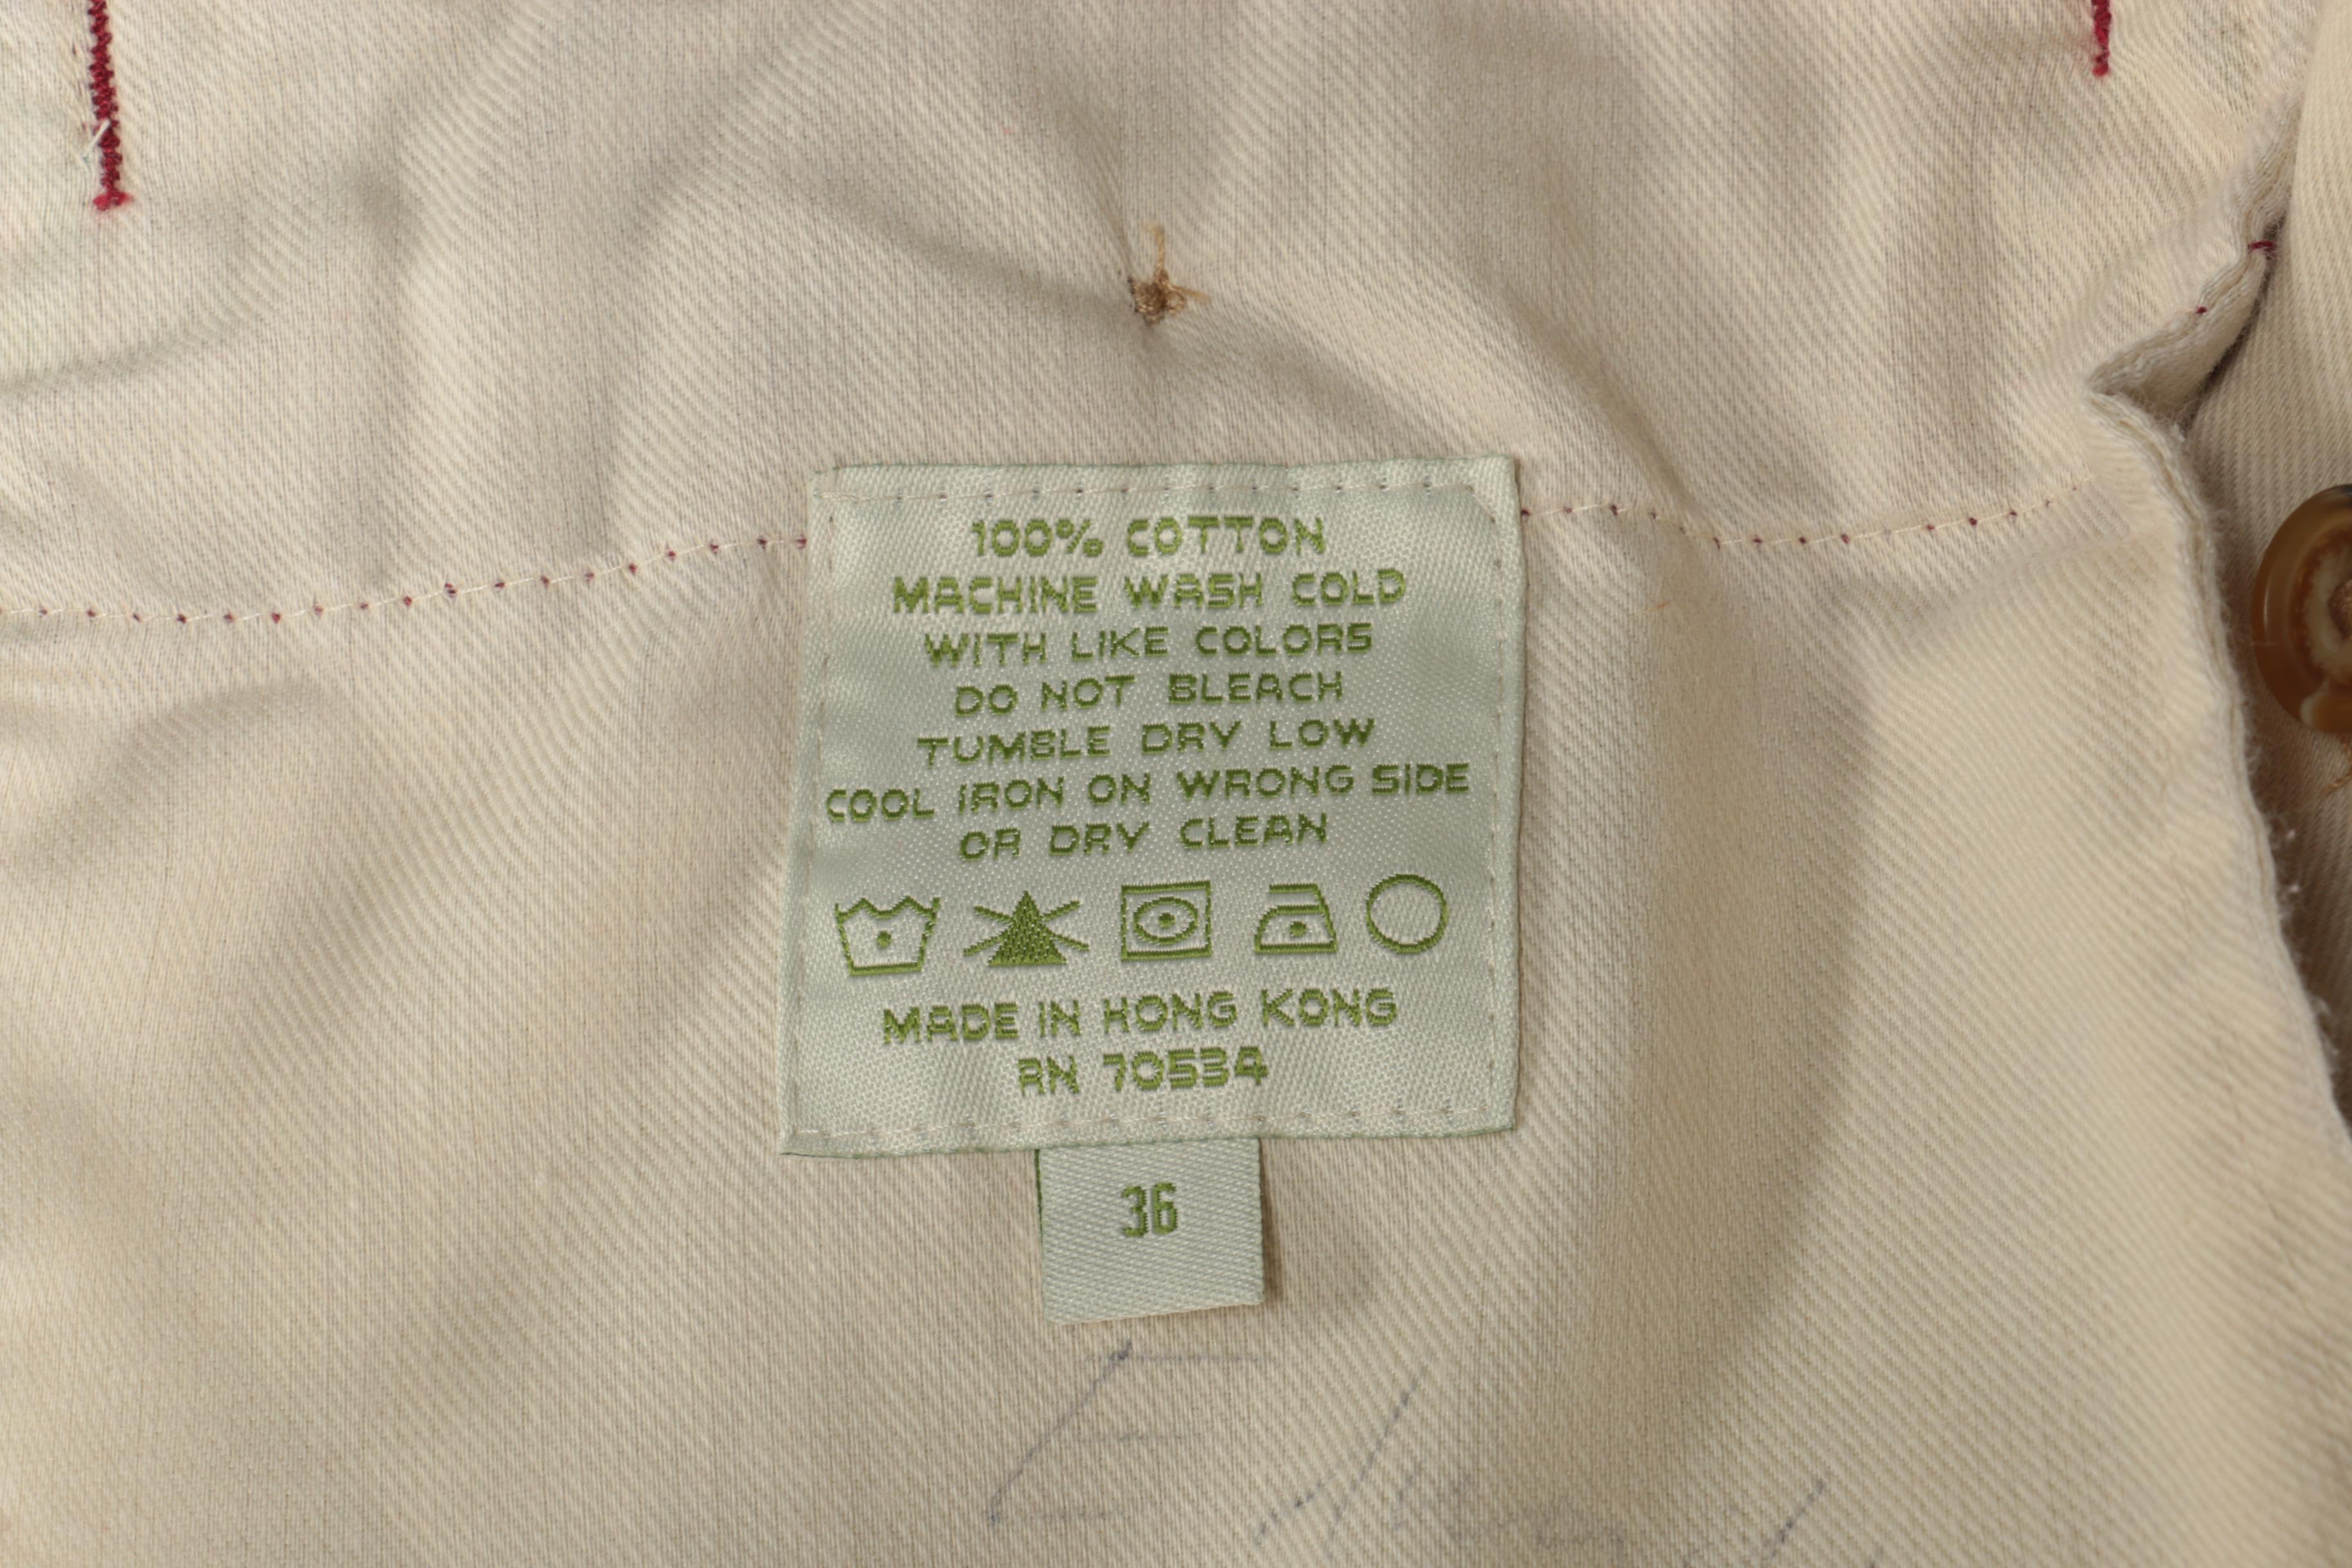 100% COTTON
MACHINE WASH COLD
WITH LIKE COLORS
DO NOT BLEACH
TUMBLE DRY LOW
COOL IRON ON WRONG SIDE
OR DRY CLEAN
MADE IN HONG KONG
RN 70534
36